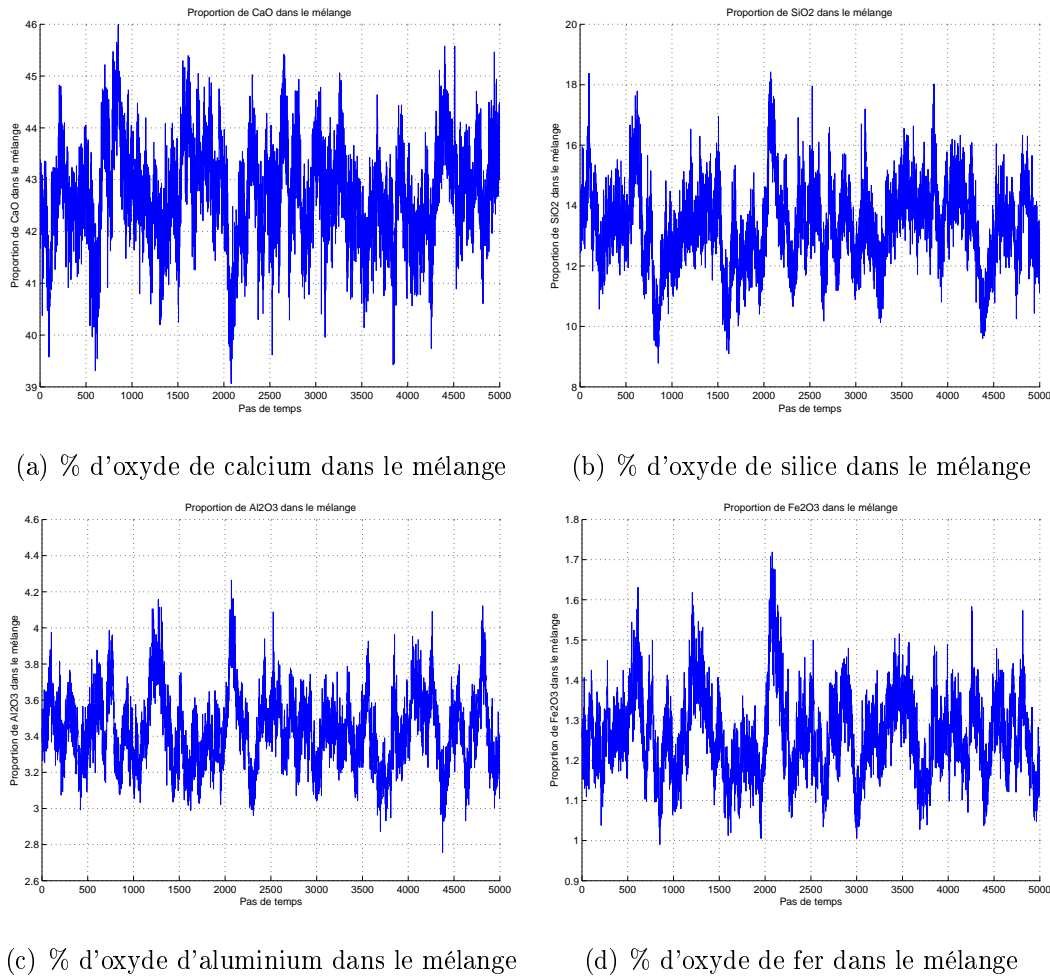 Proportion de CaO dans le mélange
Proportion de CaO dans le mélange
46
45
44
43
42
41
40
39
0 500 1000 1500 2000 2500 3000 3500 4000 4500 5000
Pas de temps
(a) % d'oxyde de calcium dans le mélange
Proportion de SiO2 dans le mélange
Proportion de SiO2 dans le mélange
20
18
16
14
12
10
8
0 500 1000 1500 2000 2500 3000 3500 4000 4500 5000
Pas de temps
(b) % d'oxyde de silice dans le mélange
Proportion de Al2O3 dans le mélange
Proportion de Al2O3 dans le mélange
4.6
4.4
4.2
4
3.8
3.6
3.4
3.2
3
2.8
2.6
0 500 1000 1500 2000 2500 3000 3500 4000 4500 5000
Pas de temps
(c) % d'oxyde d'aluminium dans le mélange
Proportion de Fe2O3 dans le mélange
Proportion de Fe2O3 dans le mélange
1.8
1.7
1.6
1.5
1.4
1.3
1.2
1.1
1
0.9
0 500 1000 1500 2000 2500 3000 3500 4000 4500 5000
Pas de temps
(d) % d'oxyde de fer dans le mélange